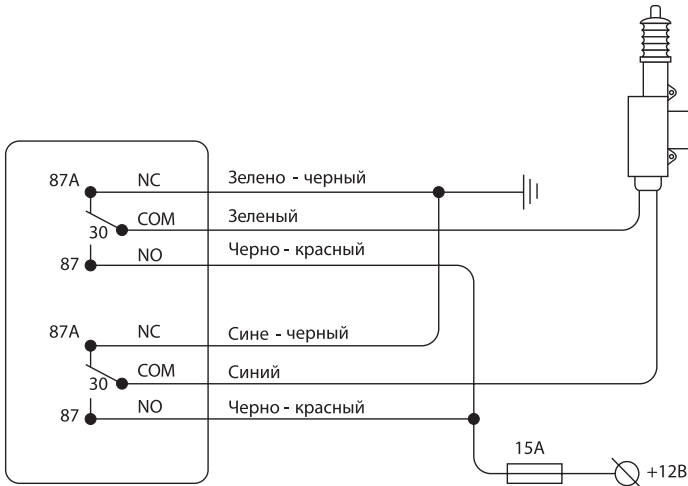 87A NC Зелено - черный
COM Зеленый
30
87 NO Черно - красный
87A NC Сине - черный
COM Синий
30
87 NO Черно - красный
15А
+12В